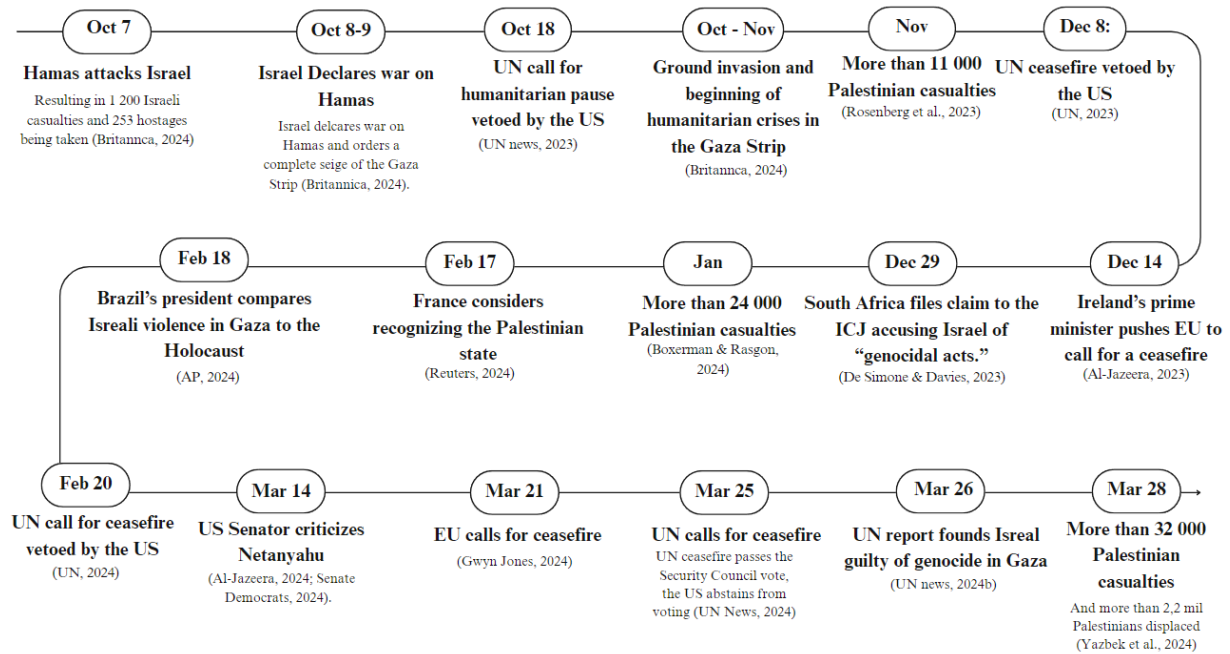 Oct 7
Hamas attacks Israel
Resulting in 1 200 Israeli
casualties and 253 hostages
being taken (Britannca, 2024)
Oct 8-9
Israel Declares war on
Hamas
Israel delcares war on
Hamas and orders a
complete seige of the Gaza
Strip (Britannica, 2024).
Oct 18
UN call for
humanitarian pause
vetoed by the US
(UN news, 2023)
Oct - Nov
Ground invasion and
beginning of
humanitarian crises in
the Gaza Strip
(Britannca, 2024)
Nov
More than 11 000
Palestinian casualties
(Rosenberg et al., 2023)
Dec 8:
UN ceasefire vetoed by
the US
(UN, 2023)
Dec 14
Ireland's prime
minister pushes EU to
call for a ceasefire
(Al-Jazeera, 2023)
Dec 29
South Africa files claim to the
ICJ accusing Israel of
“genocidal acts.”
(De Simone & Davies, 2023)
Jan
More than 24 000
Palestinian casualties
(Boxerman & Rasgon,
2024)
Feb 17
France considers
recognizing the Palestinian
state
(Reuters, 2024)
Feb 18
Brazil's president compares
Isreali violence in Gaza to the
Holocaust
(AP, 2024)
Feb 20
UN call for ceasefire
vetoed by the US
(UN, 2024)
Mar 14
US Senator criticizes
Netanyahu
(Al-Jazeera, 2024; Senate
Democrats, 2024).
Mar 21
EU calls for ceasefire
(Gwyn Jones, 2024)
Mar 25
UN calls for ceasefire
UN ceasefire passes the
Security Council vote,
the US abstains from
voting (UN News, 2024)
Mar 26
UN report founds Isreal
guilty of genocide in Gaza
(UN news, 2024b)
Mar 28
More than 32 000
Palestinian
casualties
And more than 2,2 mil
Palestinians displaced
(Yazbek et al., 2024)